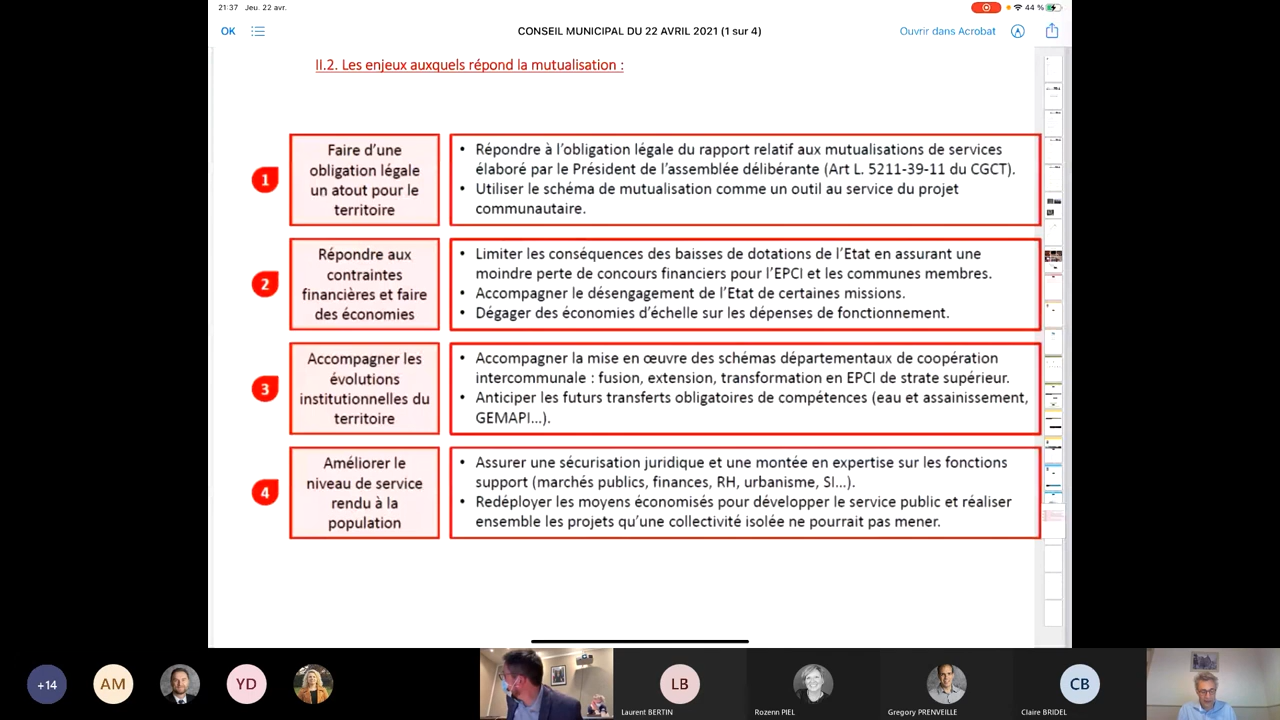 21:37 Jeu. 22 avr.
44 %
OK
CONSEIL MUNICIPAL DU 22 AVRIL 2021 (1 sur 4)
Ouvrir dans Acrobat
II.2. Les enjeux auxquels répond la mutualisation :
1
Faire d’une
obligation légale
un atout pour le
territoire
• Répondre à l’obligation légale du rapport relatif aux mutualisations de services
élaboré par le Président de l’assemblée délibérante (Art L. 5211-39-11 du CGCT).
• Utiliser le schéma de mutualisation comme un outil au service du projet
communautaire.
2
Répondre aux
contraintes
financières et faire
des économies
• Limiter les conséquences des baisses de dotations de l’Etat en assurant une
moindre perte de concours financiers pour l’EPCI et les communes membres.
• Accompagner le désengagement de l’Etat de certaines missions.
• Dégager des économies d’échelle sur les dépenses de fonctionnement.
3
Accompagner les
évolutions
institutionnelles du
territoire
• Accompagner la mise en œuvre des schémas départementaux de coopération
intercommunale : fusion, extension, transformation en EPCI de strate supérieur.
• Anticiper les futurs transferts obligatoires de compétences (eau et assainissement,
GEMAPI…).
4
Améliorer le
niveau de service
rendu à la
population
• Assurer une sécurisation juridique et une montée en expertise sur les fonctions
support (marchés publics, finances, RH, urbanisme, SI…).
• Redéployer les moyens économisés pour développer le service public et réaliser
ensemble les projets qu’une collectivité isolée ne pourrait pas mener.
+14
AM
YD
LB
CB
Laurent BERTIN
Rozenn PIEL
Gregory PRENVEILLE
Claire BRIDEL